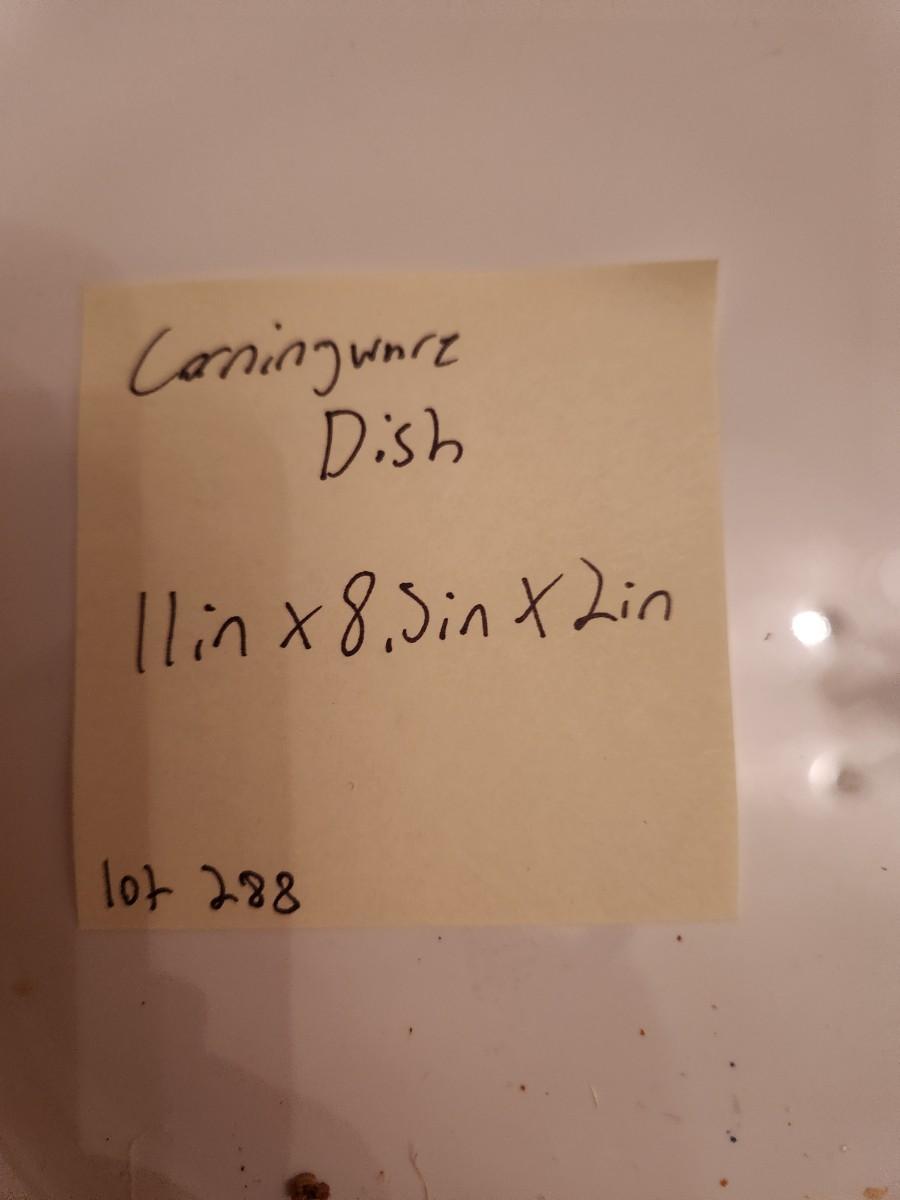 Corningware
Dish
11in x 8.5in x 2in
lot 288